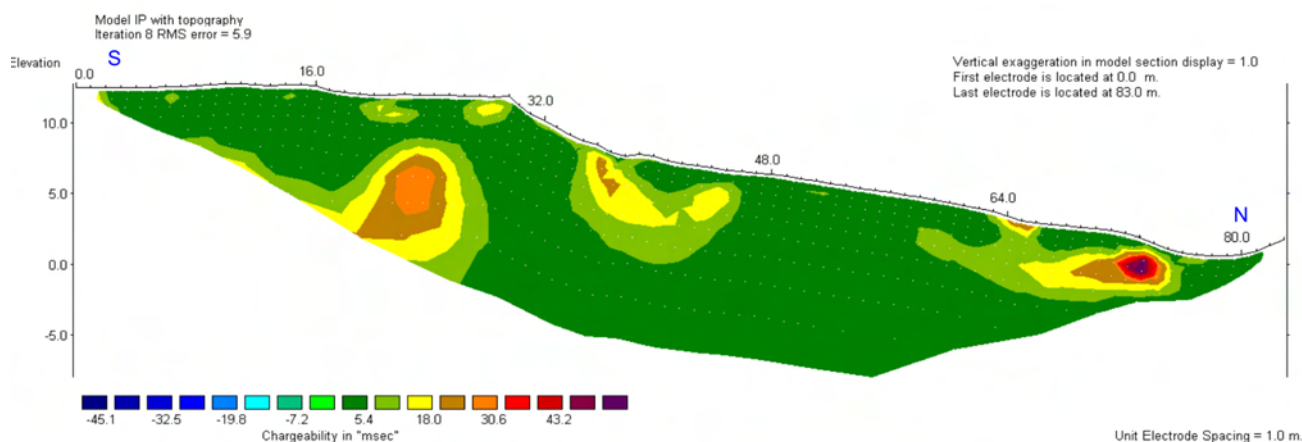 Model IP with topography
Iteration 8 RMS error = 5.9
S
Elevation
0.0
16.0
Vertical exaggeration in model section display = 1.0
First electrode is located at 0.0 m.
Last electrode is located at 83.0 m.
32.0
10.0
48.0
5.0
64.0
N
80.0
0.0
-5.0
-45.1 -32.5 -19.8 -7.2 5.4 18.0 30.6 43.2
Chargeability in "msec"
Unit Electrode Spacing = 1.0 m.